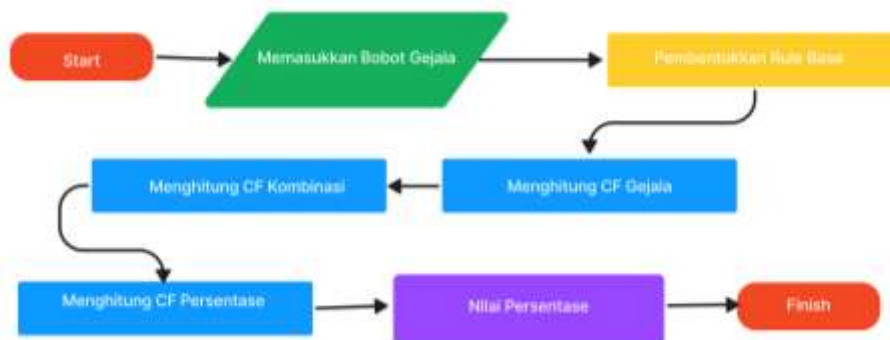 Start
Memasukkan Bobot Gejala
Pembentukkan Rule Base
Menghitung CF Gejala
Menghitung CF Kombinasi
Menghitung CF Persentase
Nilai Persentase
Finish